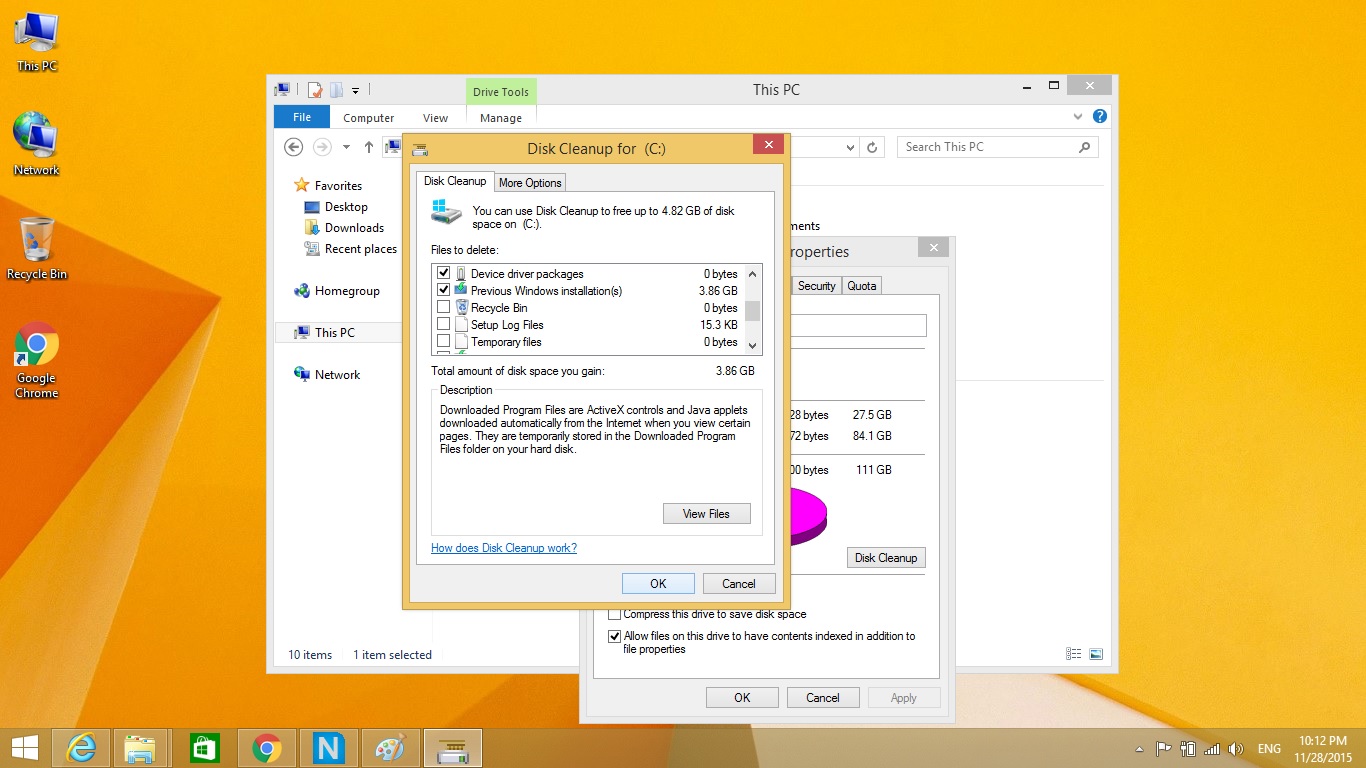 This PC
Network
Recycle Bin
Google
Chrome
Drive Tools
This PC
File
Computer
View
Manage
Search This PC
Favorites
Desktop
Downloads
Recent places
Homegroup
This PC
Network
10 items
1 item selected
Disk Cleanup for (C:)
Disk Cleanup
More Options
You can use Disk Cleanup to free up to 4.82 GB of disk
space on (C:).
Files to delete:
Device driver packages 0 bytes
Previous Windows installation(s) 3.86 GB
Recycle Bin 0 bytes
Setup Log Files 15.3 KB
Temporary files 0 bytes
Total amount of disk space you gain: 3.86 GB
Description
Downloaded Program Files are ActiveX controls and Java applets
downloaded automatically from the Internet when you view certain
pages. They are temporarily stored in the Downloaded Program
Files folder on your hard disk.
View Files
How does Disk Cleanup work?
OK
Cancel
ments
roperties
Security
Quota
28 bytes 27.5 GB
72 bytes 84.1 GB
00 bytes 111 GB
Disk Cleanup
Compress this drive to save disk space
Allow files on this drive to have contents indexed in addition to
file properties
OK
Cancel
Apply
N
ENG
10:12 PM
11/28/2015